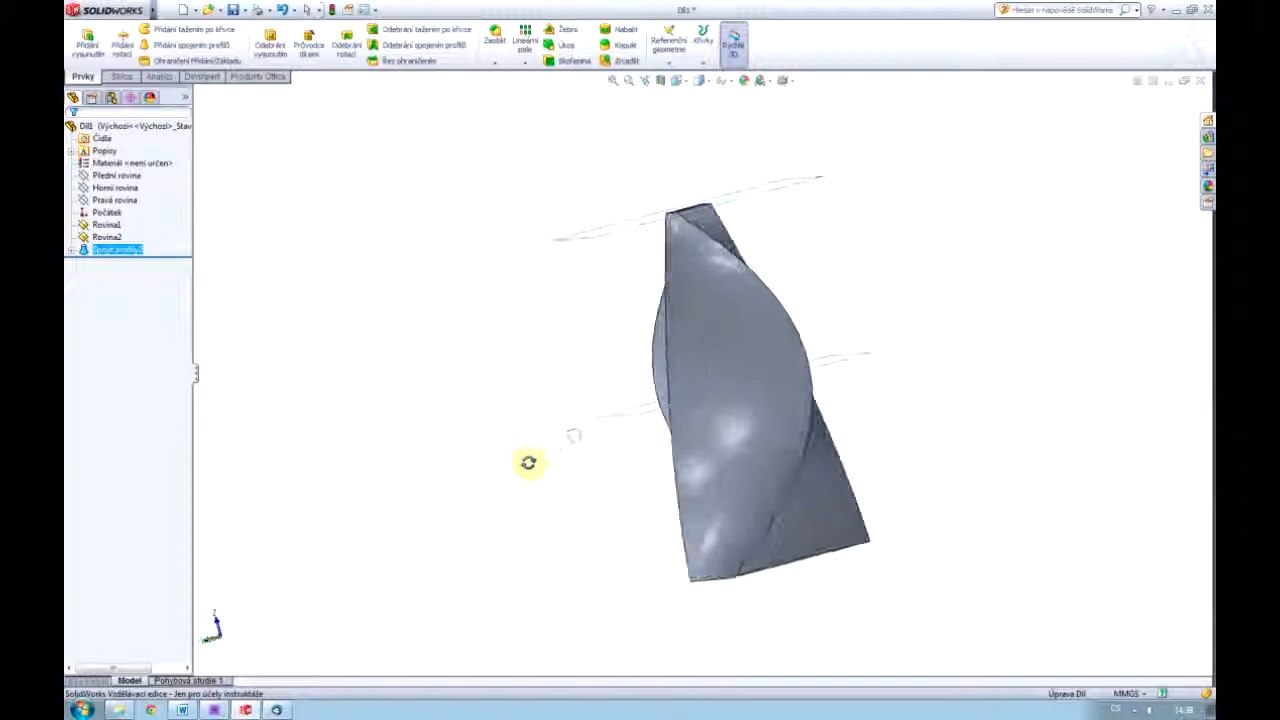 SOLIDWORKS
Díl1 *
Hledat v nápovědě SolidWorks
Přidání vysunutím
Přidání rotací
Přidání tažením po křivce
Přidání spojením profilů
Ohraničení Přidání/Základu
Odebrání vysunutím
Průvodce dírami
Odebrání rotací
Odebrání tažením po křivce
Odebrání spojením profilů
Řez ohraničením
Zaoblit
Lineární pole
Žebro
Úkos
Skořepina
Nabalit
Kopule
Zrcadlit
Referenční geometrie
Křivky
Rychlé 3D
Prvky
Skica
Analýza
DimXpert
Produkty Office
Díl1 (Výchozí<<Výchozí>_Stav
Čidla
Popisy
Materiál <není určen>
Přední rovina
Horní rovina
Pravá rovina
Počátek
Rovina1
Rovina2
Spojit profily1
Z
Model
Pohybová studie 1
SolidWorks Vzdělávací edice - Jen pro účely instruktáže
Úprava Díl
MMGS
CS
14:38